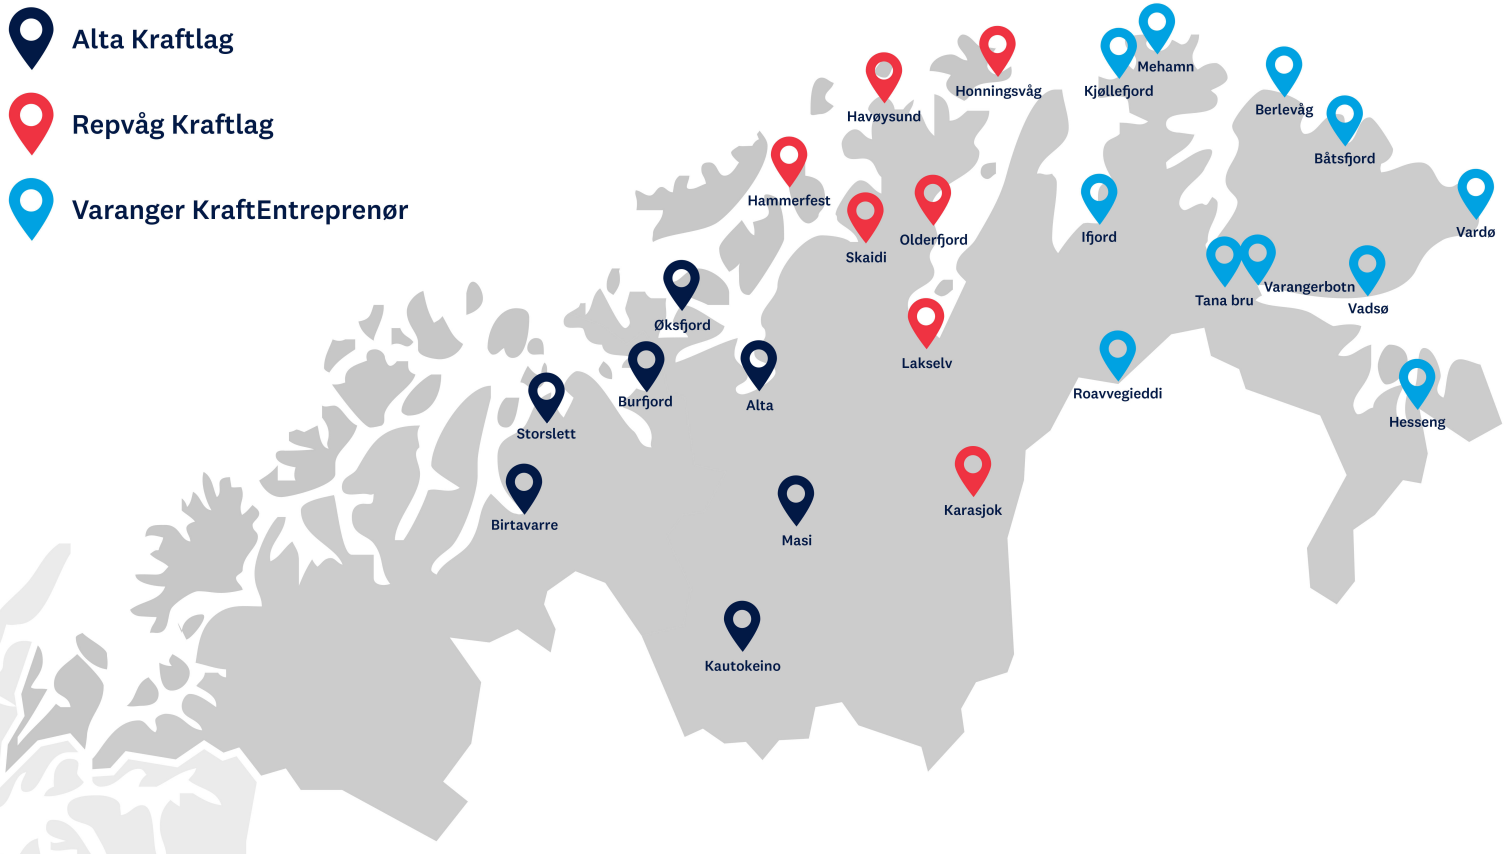 Alta Kraftlag
Repvåg Kraftlag
Varanger KraftEntreprenør
Mehamn
Kjøllefjord
Honningsvåg
Berlevåg
Havøysund
Båtsfjord
Hammerfest
Vardø
Ifjord
Olderfjord
Skaidi
Varangerbotn
Tana bru
Vadsø
Øksfjord
Lakselv
Roavvegieddi
Burfjord
Alta
Hesseng
Storslett
Karasjok
Birtavarre
Masi
Kautokeino